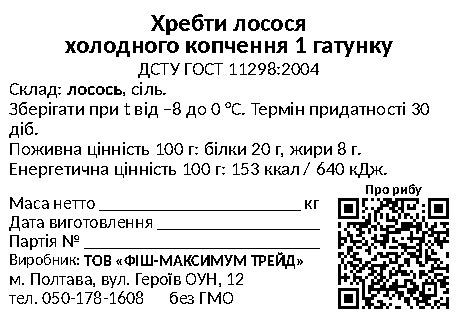 Хребти лосося
холодного копчення 1 гатунку
ДСТУ ГОСТ 11298:2004
Склад: лосось, сіль.
Зберігати при t від –8 до 0 °С. Термін придатності 30
діб.
Поживна цінність 100 г: білки 20 г, жири 8 г.
Енергетична цінність 100 г: 153 ккал / 640 кДж.
Про рибу
Маса нетто ________________________ кг
Дата виготовлення ___________________
Партія № ____________________________
Виробник: ТОВ «ФІШ-МАКСИМУМ ТРЕЙД»
м. Полтава, вул. Героїв ОУН, 12
тел. 050-178-1608 без ГМО